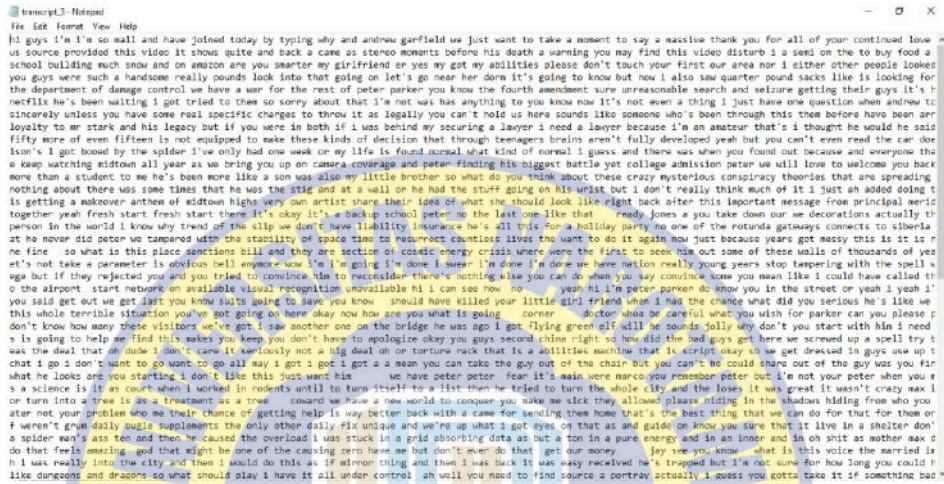 transcript_3 - Notepad
File Edit Format View Help
hi guys i'm i'm so mall and have joined today by typing why and andrew garfield we just want to take a moment to say a massive thank you for all of your continued love
us source provided this video it shows quite and back a came as stereo moments before his death a warning you may find this video disturb i a semi on the to buy food a
school building much snow and on amazon are you smarter my girlfriend er yes my got my abilities please don't touch your first our area nor i either other people looked
you guys were such a handsome really pounds look into that going on let's go near her dorm it's going to know but now i also saw quarter pound sacks like is looking for
the department of damage control we have a war for the rest of peter parker you know the fourth amendment sure unreasonable search and seizure getting their guys it's h
netflix he's been waiting i got tried to them so sorry about that i'm not was has anything to you know now it's not even a thing i just have one question when andrew to
sincerely unless you have some real specific charges to throw it as legally you can't hold us here sounds like someone who's been through this them before have been arr
loyalty to mr stark and his legacy but if you were in both if i was behind my securing a lawyer i need a lawyer because i'm an amateur that's i thought he would he said
fifty more of even fifteen is not equipped to make these kinds of decision that through teenagers brains aren't fully developed yeah but you can't even read the car doe
lson's i got booed by the spider i've only had one week or my life is found normal what kind of normal i guess and there was when you found out because and everyone tha
e keep watching midtown all year as we bring you up on camera coverage and peter finding his biggest battle yet college admission peter we will love to welcome you back
more than a student to me he's been more like a son was also my little brother so what do you think about these crazy mysterious conspiracy theories that are spreading
nothing about there was some times that he was the stig and at a wall or he had the stuff going on his wrist but i don't really think much of it i just ah added doing t
is getting a makeover anthem of midtown highs very own artist share an idea of what she should look like right back after this important message from principal merid
together yeah fresh start fresh start there it's okay it's a backup school peter is the last one like that ready jones a you take down our we decorations actually th
person in the world i know why trend of the slip we don't have liability insurance he's a all for a holiday party no one of the rotunda gateways connects to siberia
at he never did peter we tampered with the stability of space time to resurrect countless lives you want to do it again now just because years got messy this is it is r
ne fine so what is this place sanctions bill and they in section of cosmic energy crisis where were the first to seek h but some of these walls of thousands of yea
et's not take a paremeter is obvious bell anymore i'm i'm going i'm done i swear i'm done i'm done have nation really young years stop tampering with the spell w
ega but if they rejected you and you tried to convince him to reconsider there's nothing else you can do when you say convince me you mean like i could have called th
o the airport start network on available visual recognition unavailable hi i can see how yeah hi i'm peter parker i know you in the street or yeah i yeah i'
you said get out we get last you know suits gets to save you know should have killed your little girl friend when i had the chance what did you serious he's like we
this whole terrible situation you've got going on here okay now how are you what is going corner doctor whoa be careful what you wish for parker can you please p
don't know how many these visitors we've got i saw another one on the bridge he was ago i got flying green elf will he sounds jolly why don't you start with him i need
s is going to help me find this makes you keep you don't have to apologize okay you guys second china right so how did the bad guys get here we screwed up a spell try t
eas the deal that a dude i don't care is seriously not a big deal oh or torture rack that is a abilities machine it is script okay so we get dressed in guys use up t
chat i go i don't want to go want to go all may i got i got a a mean you can take the guy out of the chair but you can't could share out of the guy was you fir
what he looks are you starting i don't like this just want him we have peter peter fear it's main were marco you remember peter but i'm not your peter why you m
s a science is it as court what i worked in rodents until to turn itself to a list then he tried to turn the whole city and the loses it was great it wasn't crazy max i
or turn into a tree is in a treatment a tree coward we have a new world to conquer you make me sick they allowed please hiding in the shadows hiding from who you
ater not your problem who me their chance of getting help is way better back with a came for sending them home that's the best thing that we can do for that for them or
f weren't grum daily bugle supplements the only other daily fix unique and we're use what i got eyes on that as our guide on know you sure that it live in a shelter don'
a spider man's ass ten and then i caused the overload i was stuck in a grid absorbing data but but a ton in a pure energy and in an inner and i oh shit as mother max d
do that feels amazing god that might be one of the causing zero have me but don't ever do that get our money jay see you know what is this voice the married im
h i was really into the city and then i would do this as if mirror thing and then i was back it was easy received he's trapped but i'm not sure for how long you could h
like dungeons and dragons so what should play i have it all under control ah well you need to find source a portray actually i guess you gotta take it if something bad